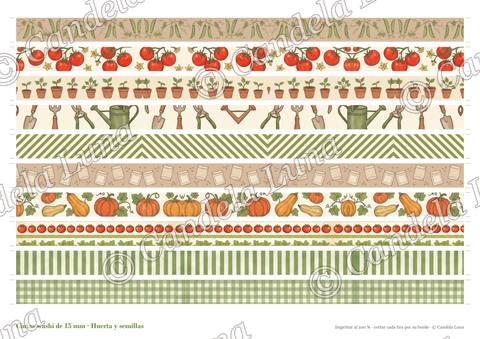 © Candela Luna
© Candela Luna
© Candela Luna
© Candela Luna
© Candela Luna
Cintas washi de 15 mm · Huerta y semillas
Imprimir al 100 % · cortar cada tira por su borde · © Candela Luna